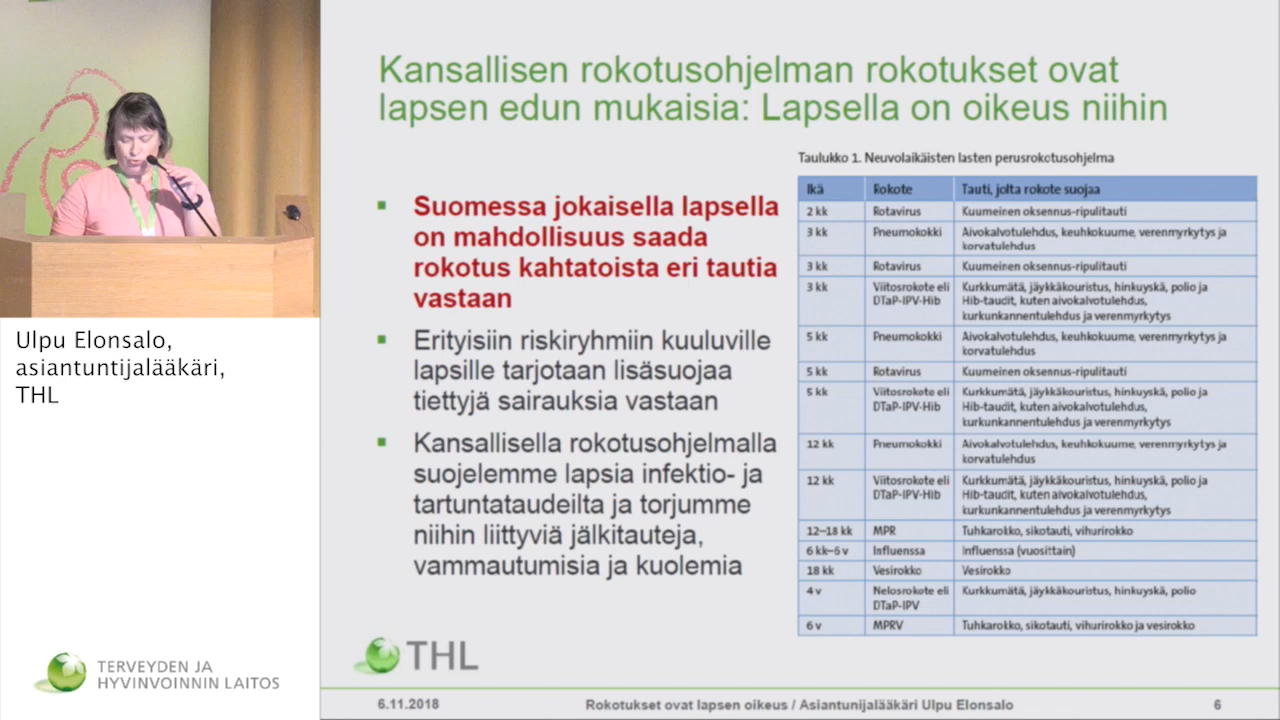 Kansallisen rokotusohjelman rokotukset ovat
lapsen edun mukaisia: Lapsella on oikeus niihin
Suomessa jokaisella lapsella
on mahdollisuus saada
rokotus kahtatoista eri tautia
vastaan
Erityisiin riskiryhmiin kuuluville
lapsille tarjotaan lisäsuojaa
tiettyjä sairauksia vastaan
Kansallisella rokotusohjelmalla
suojelemme lapsia infektio- ja
tartuntataudeilta ja torjumme
niihin liittyviä jälkitauteja,
vammautumisia ja kuolemia
Taulukko 1. Neuvolaikäisten lasten perusrokotusohjelma
Ikä Rokote Tauti, jolta rokote suojaa
2 kk Rotavirus Kuumeinen oksennus-ripulitauti
3 kk Pneumokokki Aivokalvotulehdus, keuhkokuume, verenmyrkytys ja
korvatulehdus
3 kk Rotavirus Kuumeinen oksennus-ripulitauti
3 kk Viitosrokote eli Kurkkumätä, jäykkäkouristus, hinkuyskä, polio ja
DTaP-IPV-Hib Hib-taudit, kuten aivokalvotulehdus,
kurkunkannentulehdus ja verenmyrkytys
5 kk Pneumokokki Aivokalvotulehdus, keuhkokuume, verenmyrkytys ja
korvatulehdus
5 kk Rotavirus Kuumeinen oksennus-ripulitauti
5 kk Viitosrokote eli Kurkkumätä, jäykkäkouristus, hinkuyskä, polio ja
DTaP-IPV-Hib Hib-taudit, kuten aivokalvotulehdus,
kurkunkannentulehdus ja verenmyrkytys
12 kk Pneumokokki Aivokalvotulehdus, keuhkokuume, verenmyrkytys ja
korvatulehdus
12 kk Viitosrokote eli Kurkkumätä, jäykkäkouristus, hinkuyskä, polio ja
DTaP-IPV-Hib Hib-taudit, kuten aivokalvotulehdus,
kurkunkannentulehdus ja verenmyrkytys
12–18 kk MPR Tuhkarokko, sikotauti, vihurirokko
6 kk–6 v Influenssa Influenssa (vuosittain)
18 kk Vesirokko Vesirokko
4 v Nelosrokote eli Kurkkumätä, jäykkäkouristus, hinkuyskä, polio
DTaP-IPV
6 v MPRV Tuhkarokko, sikotauti, vihurirokko ja vesirokko
THL
6.11.2018 Rokotukset ovat lapsen oikeus / Asiantunijalääkäri Ulpu Elonsalo 6
Ulpu Elonsalo,
asiantuntijalääkäri,
THL
TERVEYDEN JA
HYVINVOINNIN LAITOS